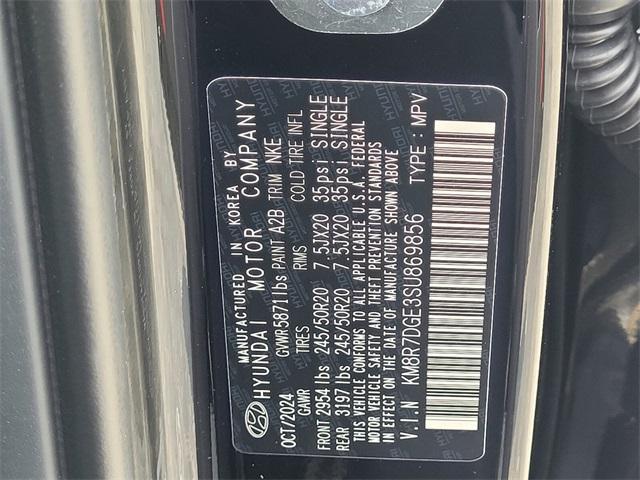 MANUFACTURED IN KOREA BY
HYUNDAI MOTOR COMPANY
OCT/2024 GVWR5871lbs PAINT A2B TRIM NKE
GAWR TIRES RIMS COLD TIRE INFL
FRONT 2954 lbs 245/50R20 7.5JX20 35psi SINGLE
REAR 3197 lbs 245/50R20 7.5JX20 35psi SINGLE
THIS VEHICLE CONFORMS TO ALL APPLICABLE U.S.A. FEDERAL
MOTOR VEHICLE SAFETY AND THEFT PREVENTION STANDARDS
IN EFFECT ON THE DATE OF MANUFACTURE SHOWN ABOVE
V.I.N KM8R7DGE3SU869856 TYPE : MPV